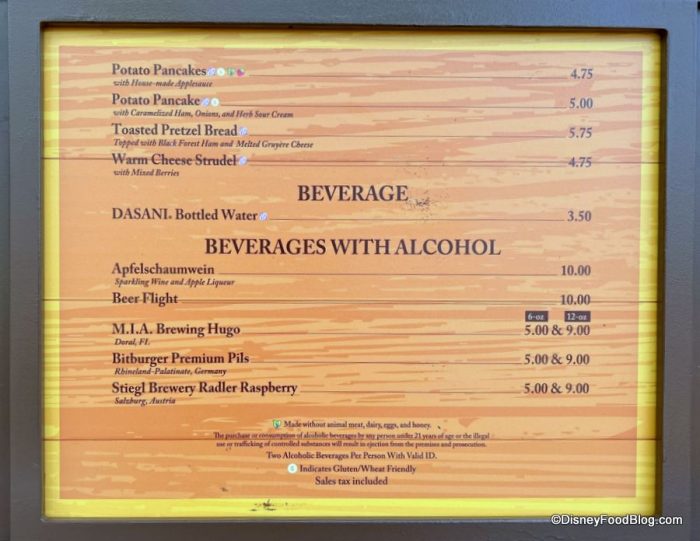 Potato Pancakes 4.75
with House-made Applesauce
Potato Pancake 5.00
with Caramelized Ham, Onions, and Herb Sour Cream
Toasted Pretzel Bread 5.75
Topped with Black Forest Ham and Melted Gruyère Cheese
Warm Cheese Strudel 4.75
with Mixed Berries
BEVERAGE
DASANI® Bottled Water 3.50
BEVERAGES WITH ALCOHOL
Apfelschaumwein 10.00
Sparkling Wine and Apple Liqueur
Beer Flight 10.00
6-oz 12-oz
M.I.A. Brewing Hugo 5.00 & 9.00
Doral, FL
Bitburger Premium Pils 5.00 & 9.00
Rhineland-Palatinate, Germany
Stiegl Brewery Radler Raspberry 5.00 & 9.00
Salzburg, Austria
Made without animal meat, dairy, eggs, and honey.
The purchase or consumption of alcoholic beverages by any person under 21 years of age or the illegal
use or trafficking of controlled substances will result in ejection from the premises and prosecution.
Two Alcoholic Beverages Per Person With Valid ID.
Indicates Gluten/Wheat Friendly
Sales tax included
©DisneyFoodBlog.com